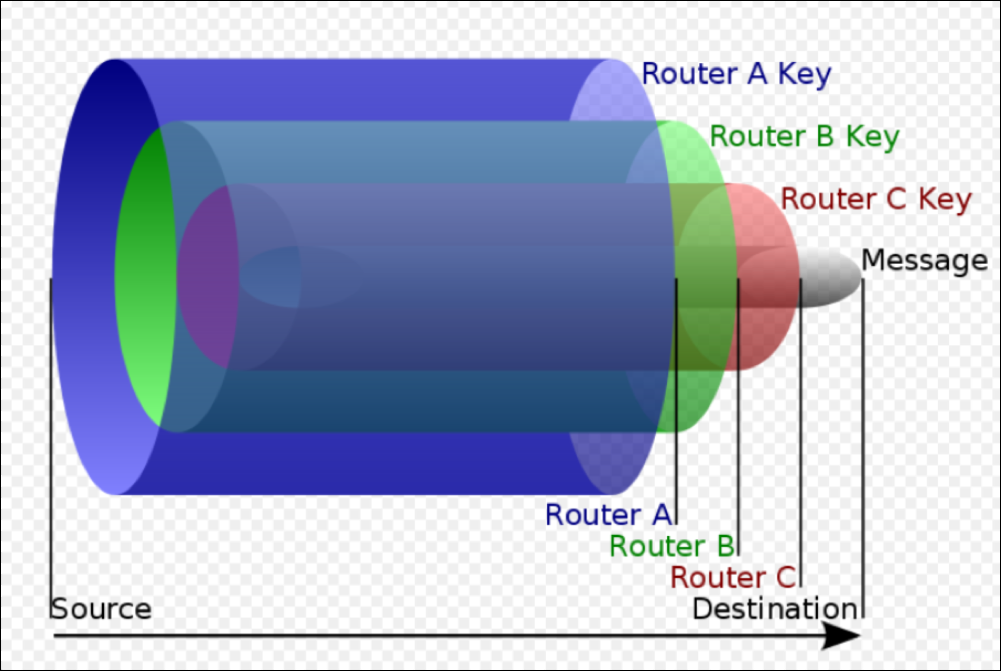 Router A Key
Router B Key
Router C Key
Message
Router A
Router B
Router C
Source
Destination